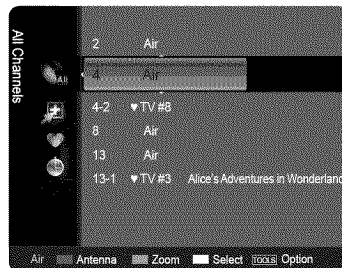 All Channels
All
2 Air
4 Air
4-2 ♥ TV #8
8 Air
13 Air
13-1 ♥ TV #3 Alice's Adventures in Wonderland
Air Antenna Zoom Select TOOLS Option